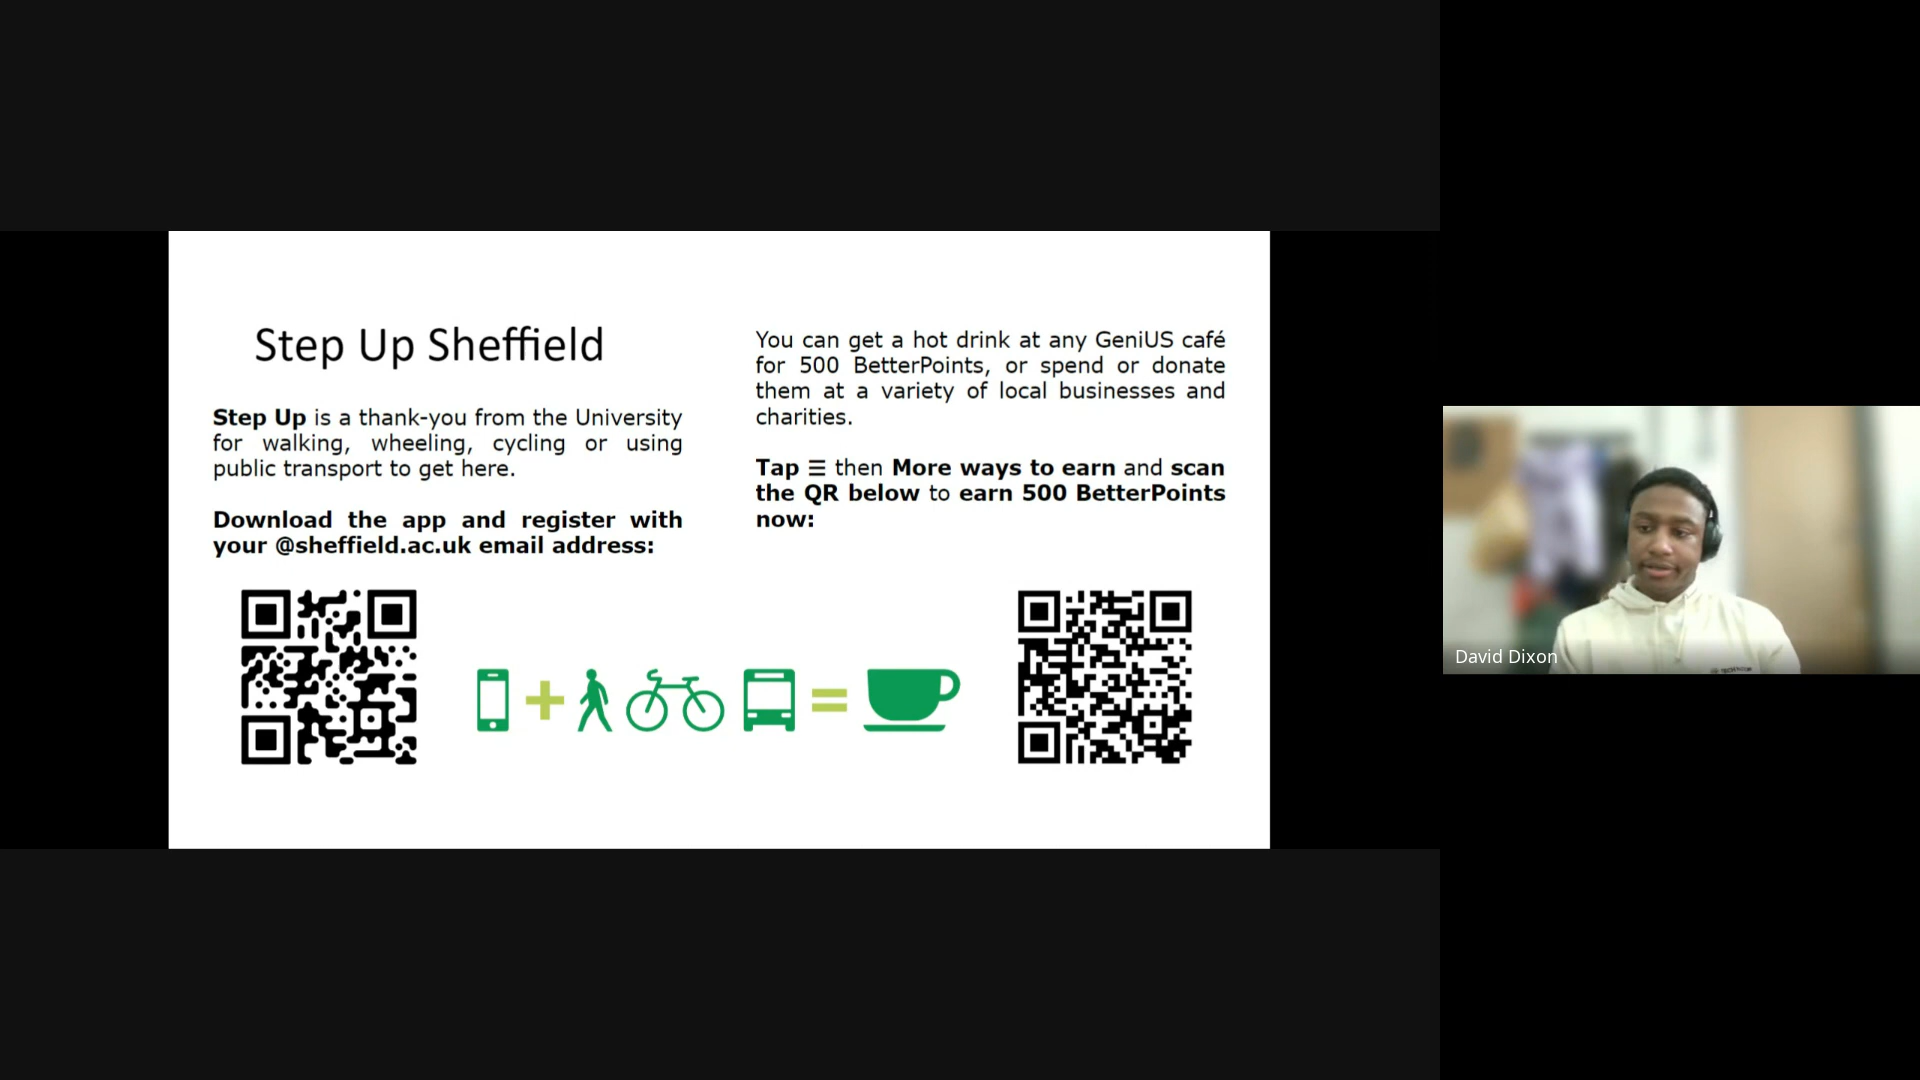 Step Up Sheffield
Step Up is a thank-you from the University
for walking, wheeling, cycling or using
public transport to get here.
Download the app and register with
your @sheffield.ac.uk email address:
You can get a hot drink at any GeniUS café
for 500 BetterPoints, or spend or donate
them at a variety of local businesses and
charities.
Tap ☰ then More ways to earn and scan
the QR below to earn 500 BetterPoints
now:
David Dixon